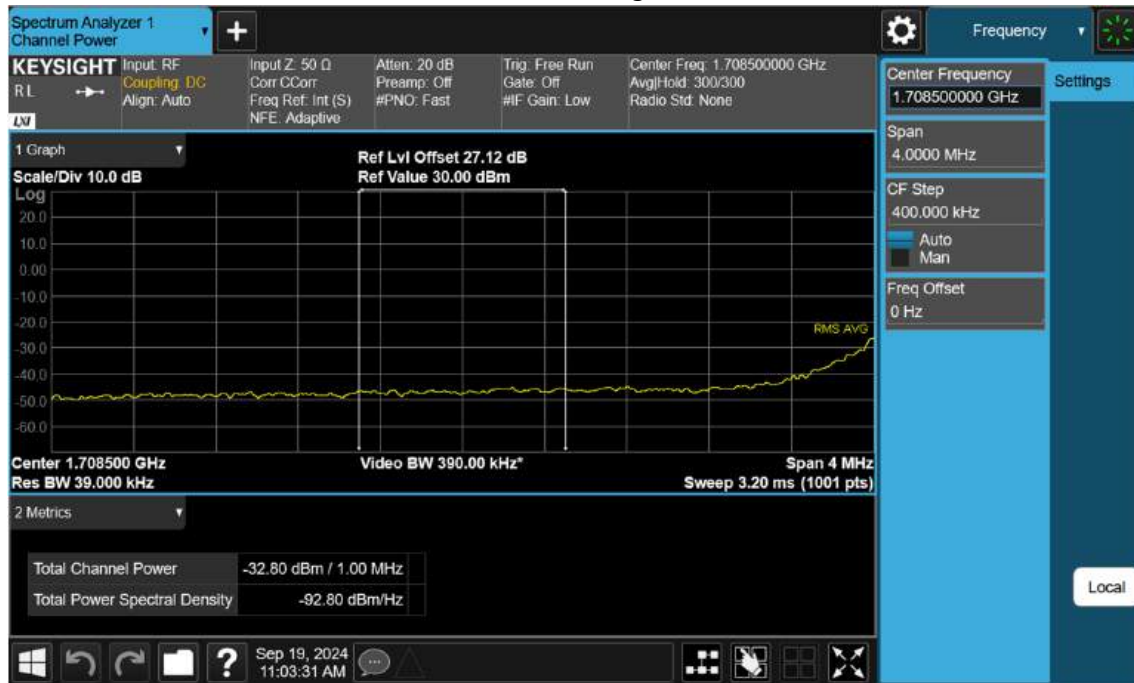 Spectrum Analyzer 1
Channel Power
Frequency
KEYSIGHT
RL
LXI
Input: RF
Coupling: DC
Align: Auto
Input Z: 50 Ω
Corr CCorr
Freq Ref: Int (S)
NFE: Adaptive
Atten: 20 dB
Preamp: Off
#PNO: Fast
Trig: Free Run
Gate: Off
#IF Gain: Low
Center Freq: 1.708500000 GHz
Avg|Hold: 300/300
Radio Std: None
1 Graph
Scale/Div 10.0 dB
Ref Lvl Offset 27.12 dB
Ref Value 30.00 dBm
Log
20.0
10.0
0.00
-10.0
-20.0
-30.0
-40.0
-50.0
-60.0
RMS AVG
Center 1.708500 GHz
Res BW 39.000 kHz
Video BW 390.00 kHz*
Span 4 MHz
Sweep 3.20 ms (1001 pts)
2 Metrics
Total Channel Power -32.80 dBm / 1.00 MHz
Total Power Spectral Density -92.80 dBm/Hz
Center Frequency
1.708500000 GHz
Span
4.0000 MHz
CF Step
400.000 kHz
Auto
Man
Freq Offset
0 Hz
Settings
Local
?
Sep 19, 2024
11:03:31 AM